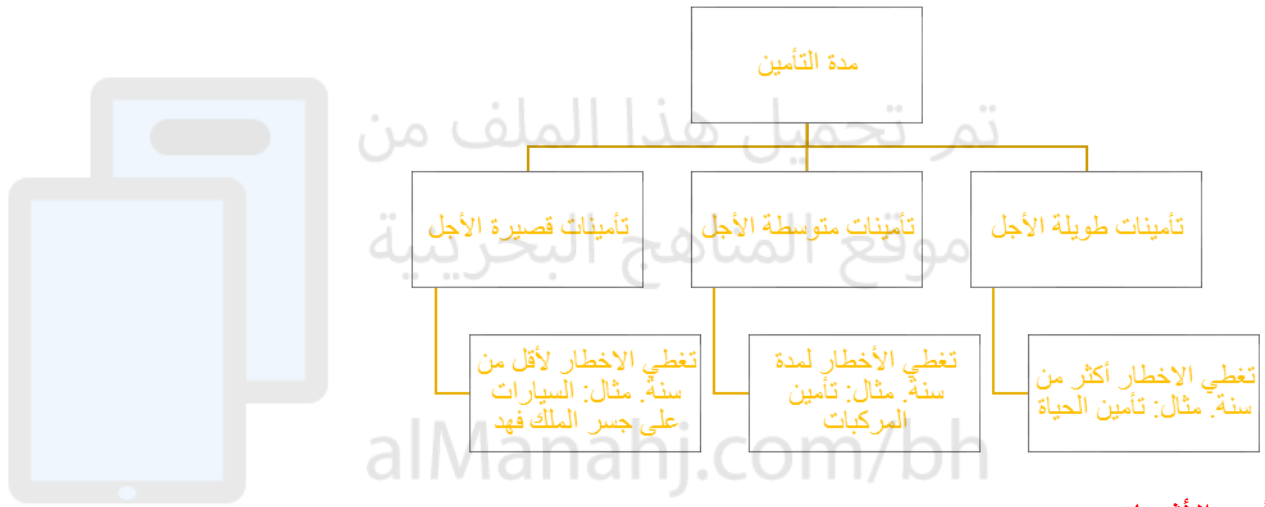 مدة التأمين
تأمينات طويلة الأجل
تأمينات متوسطة الأجل
تأمينات قصيرة الأجل
تغطي الاخطار أكثر من
سنة. مثال: تأمين الحياة
تغطي الأخطار لمدة
سنة. مثال: تأمين
المركبات
تغطي الاخطار لأقل من
سنة. مثال: السيارات
على جسر الملك فهد
تم تحميل هذا الملف من
موقع المناهج البحرينية
alManahj.com/bh